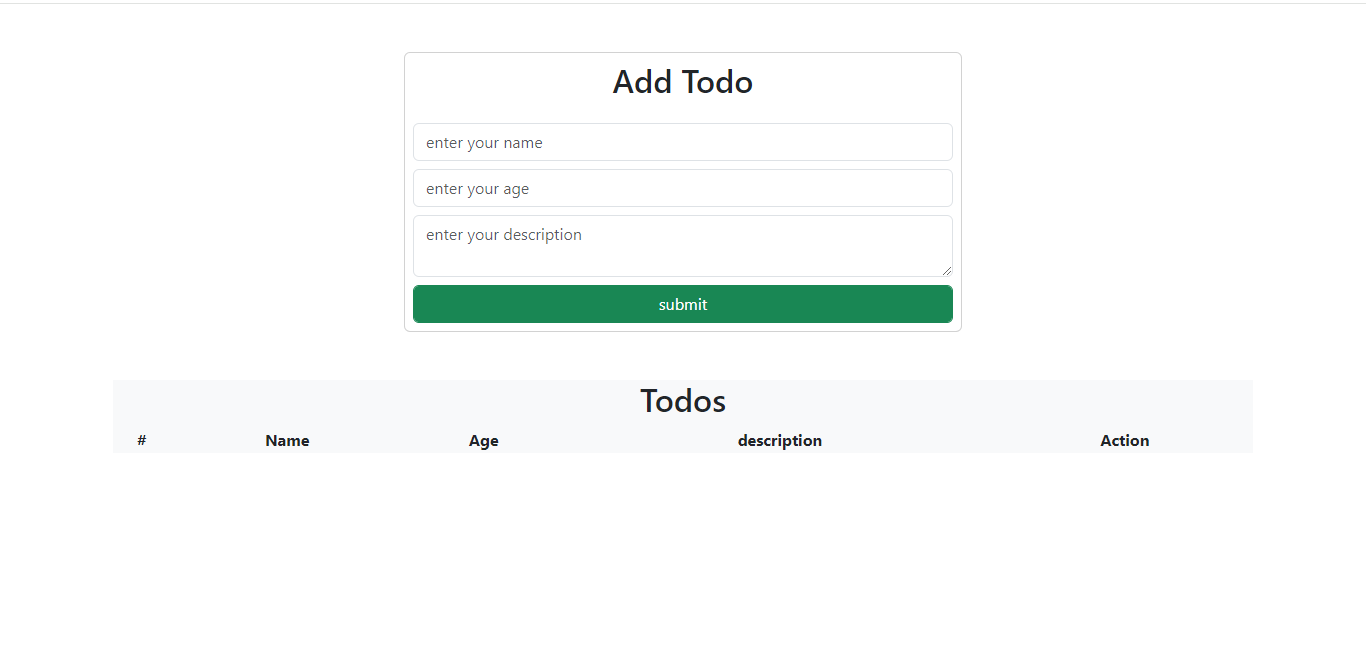 Add Todo
enter your name
enter your age
enter your description
submit
Todos
# Name Age description Action